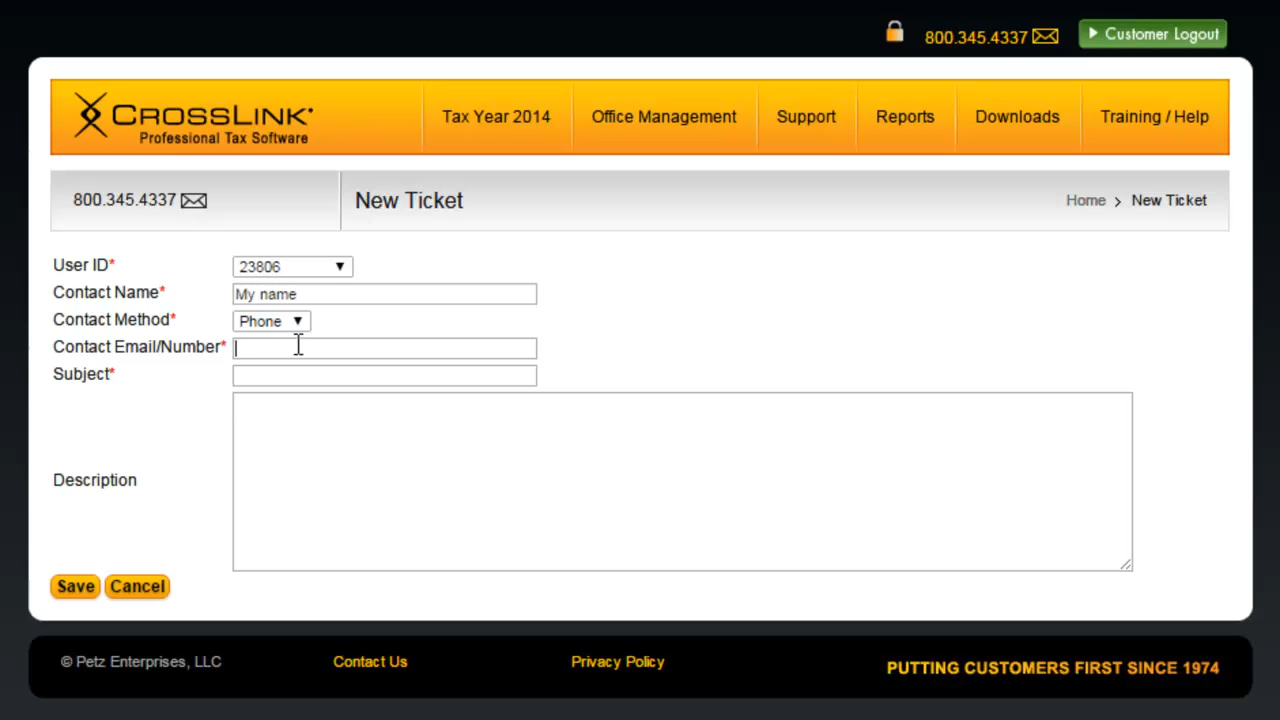 800.345.4337
Customer Logout
CROSSLINK
Professional Tax Software
Tax Year 2014
Office Management
Support
Reports
Downloads
Training / Help
800.345.4337
New Ticket
Home > New Ticket
User ID* 23806
Contact Name* My name
Contact Method* Phone
Contact Email/Number*
Subject*
Description
Save Cancel
© Petz Enterprises, LLC
Contact Us
Privacy Policy
PUTTING CUSTOMERS FIRST SINCE 1974